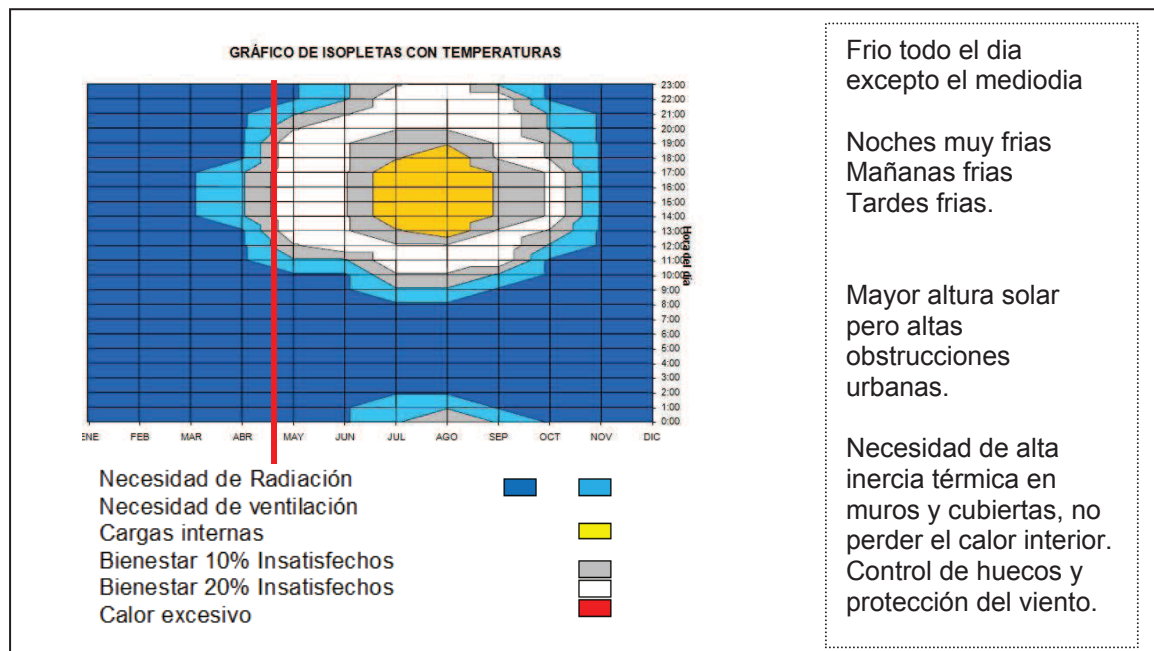 GRÁFICO DE ISOPLETAS CON TEMPERATURAS
23:00
22:00
21:00
20:00
19:00
18:00
17:00
16:00
15:00
14:00
13:00
12:00
11:00
10:00
9:00
8:00
7:00
6:00
5:00
4:00
3:00
2:00
1:00
0:00
Hora del día
ENE FEB MAR ABR MAY JUN JUL AGO SEP OCT NOV DIC
Necesidad de Radiación
Necesidad de ventilación
Cargas internas
Bienestar 10% Insatisfechos
Bienestar 20% Insatisfechos
Calor excesivo
Frio todo el dia
excepto el mediodia
Noches muy frias
Mañanas frias
Tardes frias.
Mayor altura solar
pero altas
obstrucciones
urbanas.
Necesidad de alta
inercia térmica en
muros y cubiertas, no
perder el calor interior.
Control de huecos y
protección del viento.